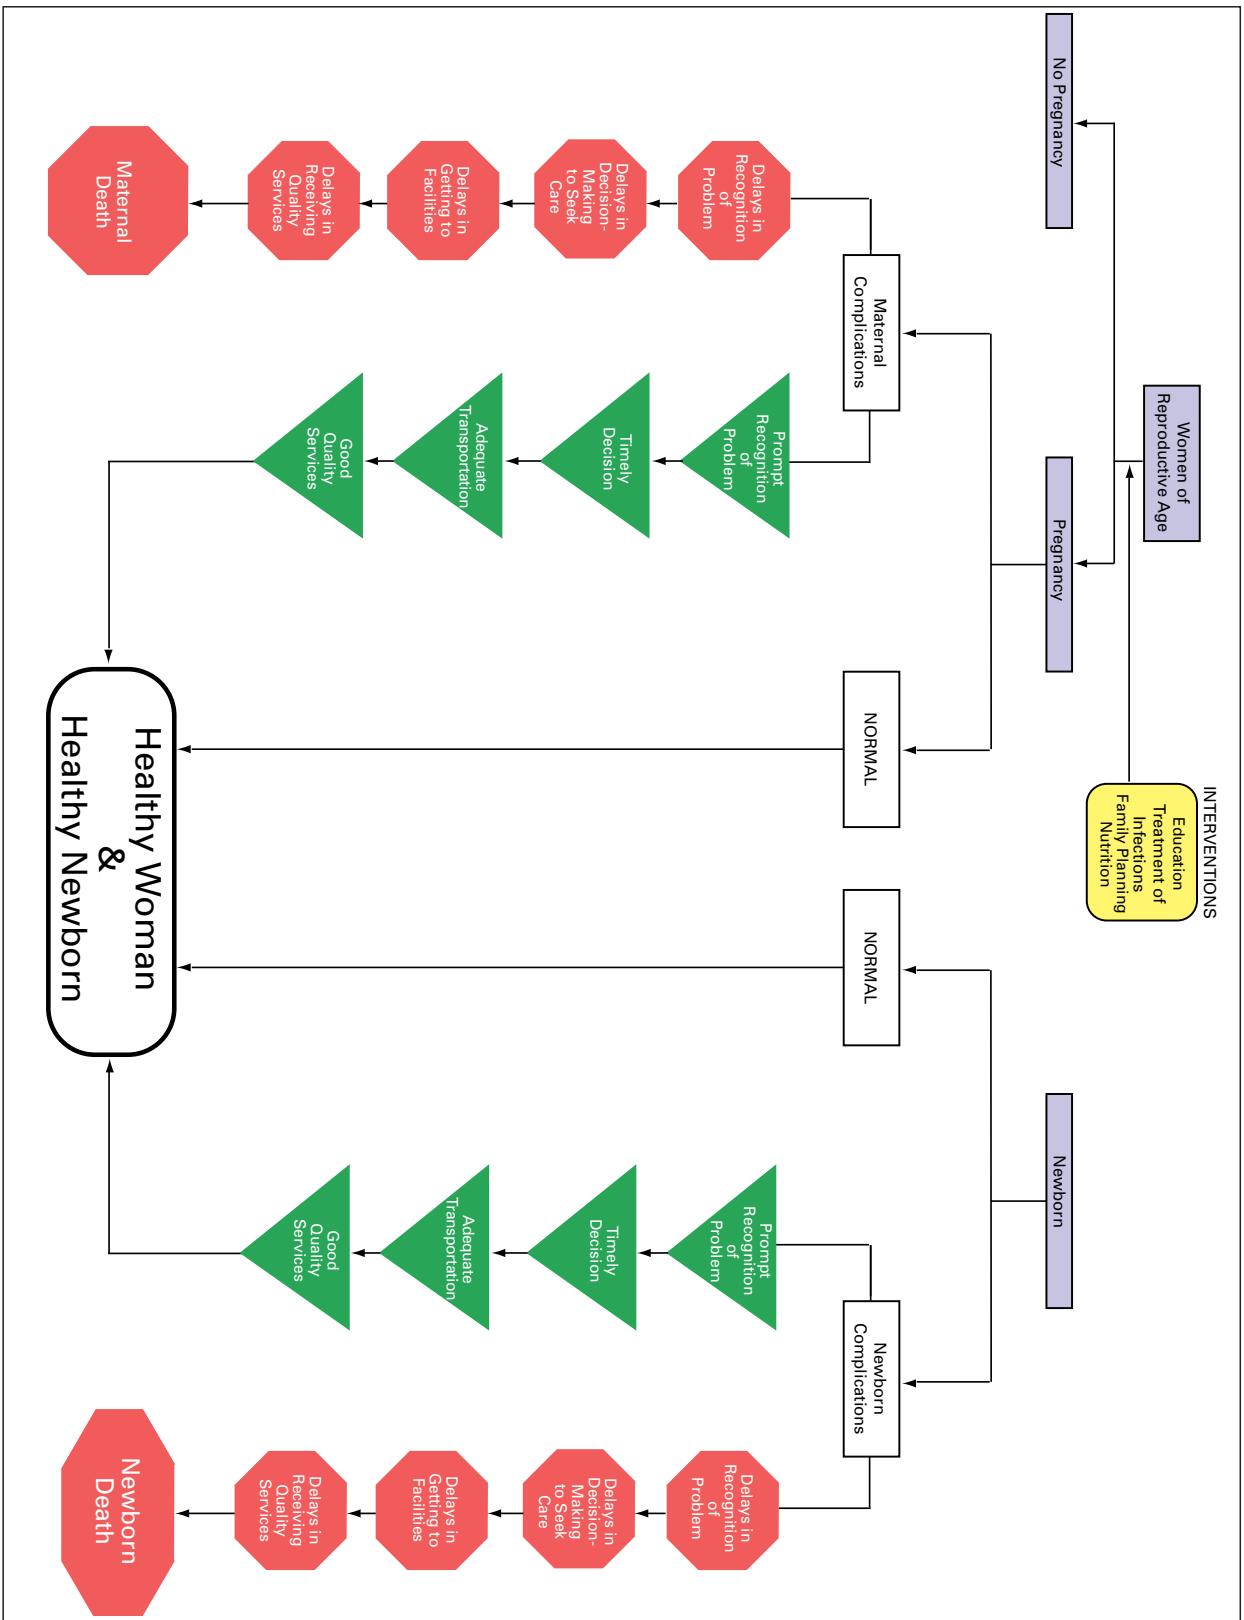 INTERVENTIONS
Women of
Reproductive Age
Education
Treatment of
Infections
Family Planning
Nutrition
No Pregnancy
Pregnancy
Newborn
Maternal
Complications
NORMAL
NORMAL
Newborn
Complications
Delays in
Recognition
of
Problem
Prompt
Recognition
of
Problem
Prompt
Recognition
of
Problem
Delays in
Recognition
of
Problem
Delays in
Decision-
Making
to Seek
Care
Timely
Decision
Timely
Decision
Delays in
Decision-
Making
to Seek
Care
Delays in
Getting to
Facilities
Adequate
Transportation
Adequate
Transportation
Delays in
Getting to
Facilities
Delays in
Receiving
Quality
Services
Good
Quality
Services
Good
Quality
Services
Delays in
Receiving
Quality
Services
Maternal
Death
Healthy Woman
&
Healthy Newborn
Newborn
Death